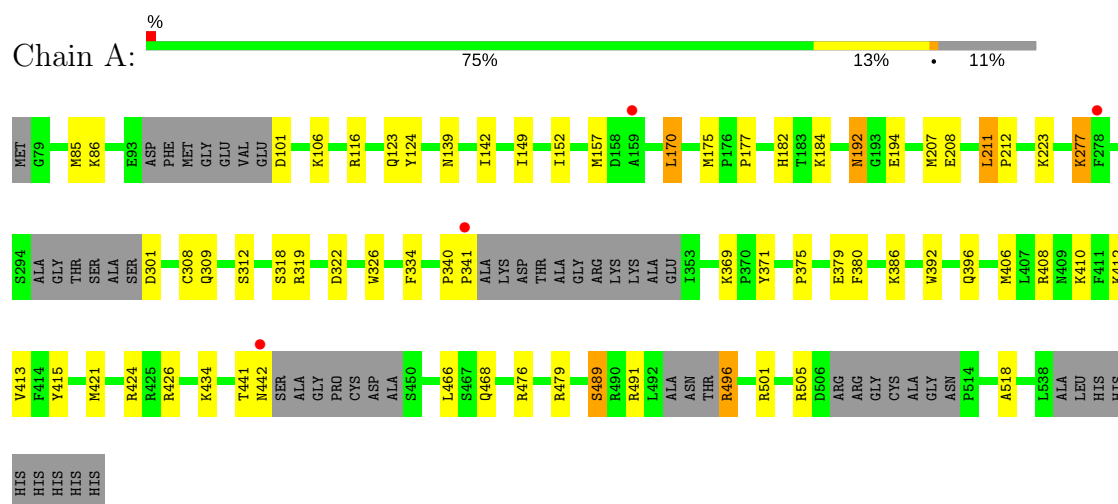 %
Chain A:
75% 13% • 11%
MET G79 M85 K86 E93 ASP PHE MET GLY GLU VAL GLU D101 K106 R116 Q123 Y124 N139 I142 I149 I152 M157 D158 A159 L170 M175 P176 P177 H182 T183 K184 N192 G193 E194 M207 E208 L211 P212 K223 K277 F278
S294 ALA GLY THR SER ALA SER D301 C308 Q309 S312 S318 R319 D322 W326 F334 P340 P341 ALA LYS ASP THR ALA GLY ARG LYS LYS ALA GLU I353 K369 P370 Y371 P375 E379 F380 K386 W392 Q396 M406 L407 R408 N409 K410 F411 K412
V413 F414 Y415 M421 R424 R425 R426 K434 T441 N442 SER ALA GLY PRO CYS ASP ALA S450 L466 S467 Q468 R476 R479 S489 R490 R491 L492 ALA ASN THR R496 R501 R505 D506 ARG ARG GLY CYS ALA GLY ASN P514 A518 L538 ALA LEU HIS HIS
HIS HIS HIS HIS HIS